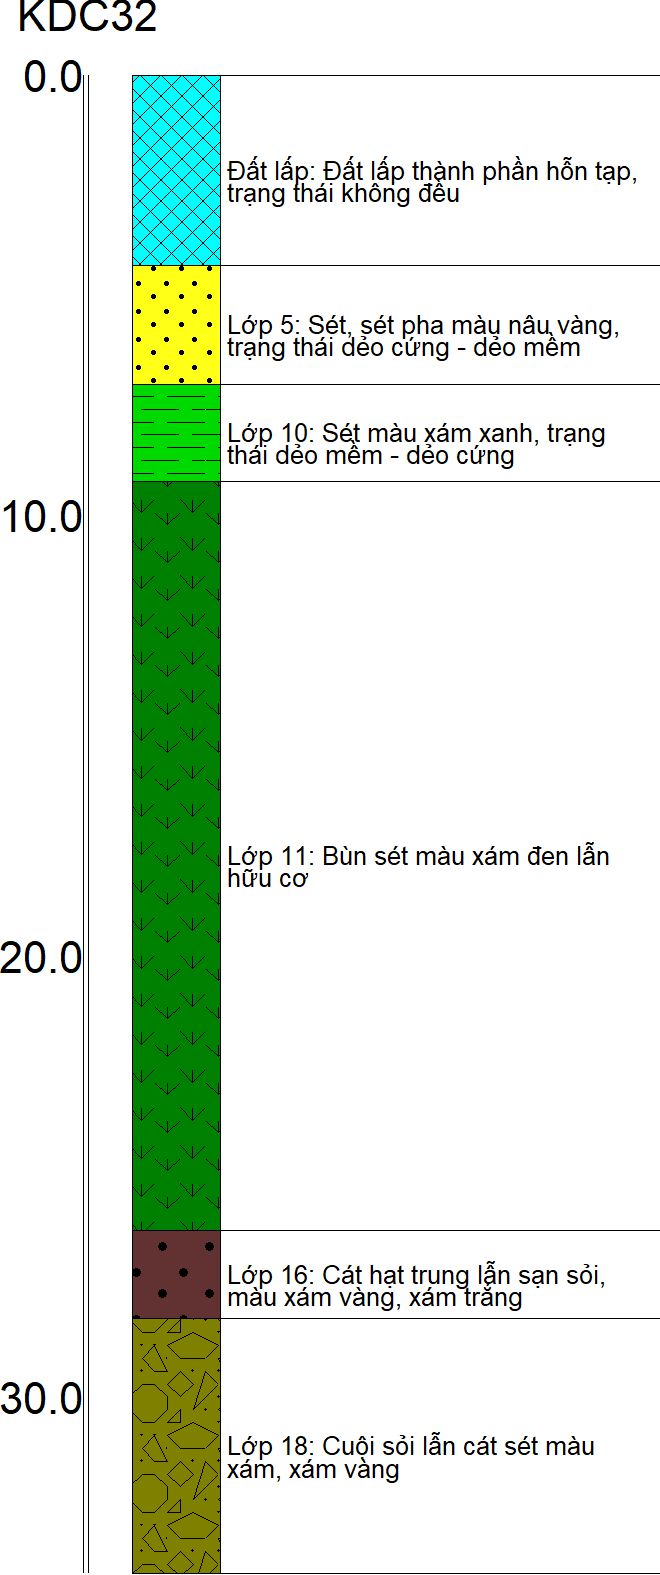 KDC32
0.0
Đất lấp: Đất lấp thành phần hỗn tạp,
trạng thái không đều
Lớp 5: Sét, sét pha màu nâu vàng,
trạng thái dẻo cứng - dẻo mềm
Lớp 10: Sét màu xám xanh, trạng
thái dẻo mềm - dẻo cứng
10.0
Lớp 11: Bùn sét màu xám đen lẫn
hữu cơ
20.0
Lớp 16: Cát hạt trung lẫn sạn sỏi,
màu xám vàng, xám trắng
30.0
Lớp 18: Cuội sỏi lẫn cát sét màu
xám, xám vàng